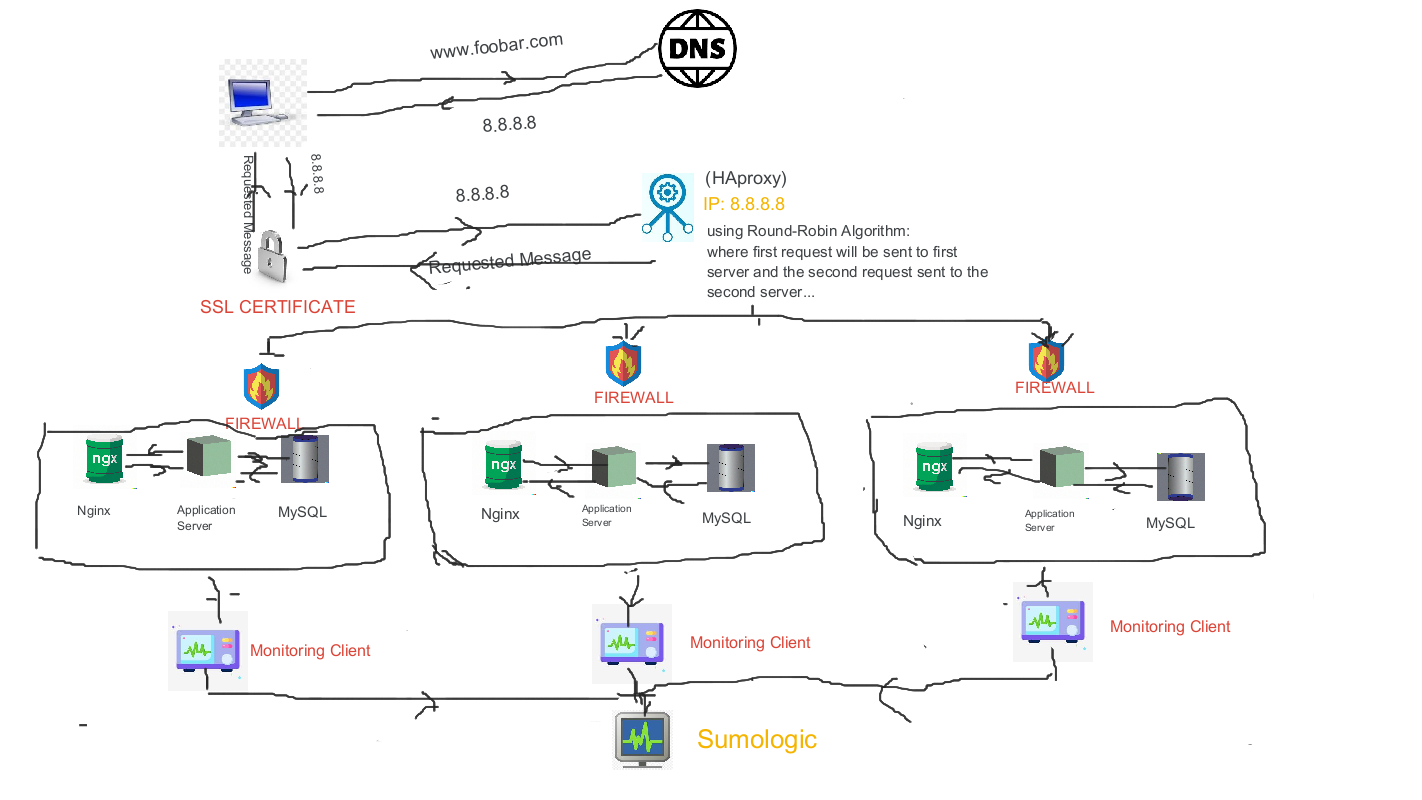 www.foobar.com
DNS
8.8.8.8
Requested Message
8.8.8.8
8.8.8.8
Requested Message
(HAproxy)
IP: 8.8.8.8
using Round-Robin Algorithm:
where first request will be sent to first
server and the second request sent to the
second server...
SSL CERTIFICATE
FIREWALL
FIREWALL
FIREWALL
ngx
Nginx
Application
Server
MySQL
ngx
Nginx
Application
Server
MySQL
ngx
Nginx
Application
Server
MySQL
Monitoring Client
Monitoring Client
Monitoring Client
Sumologic